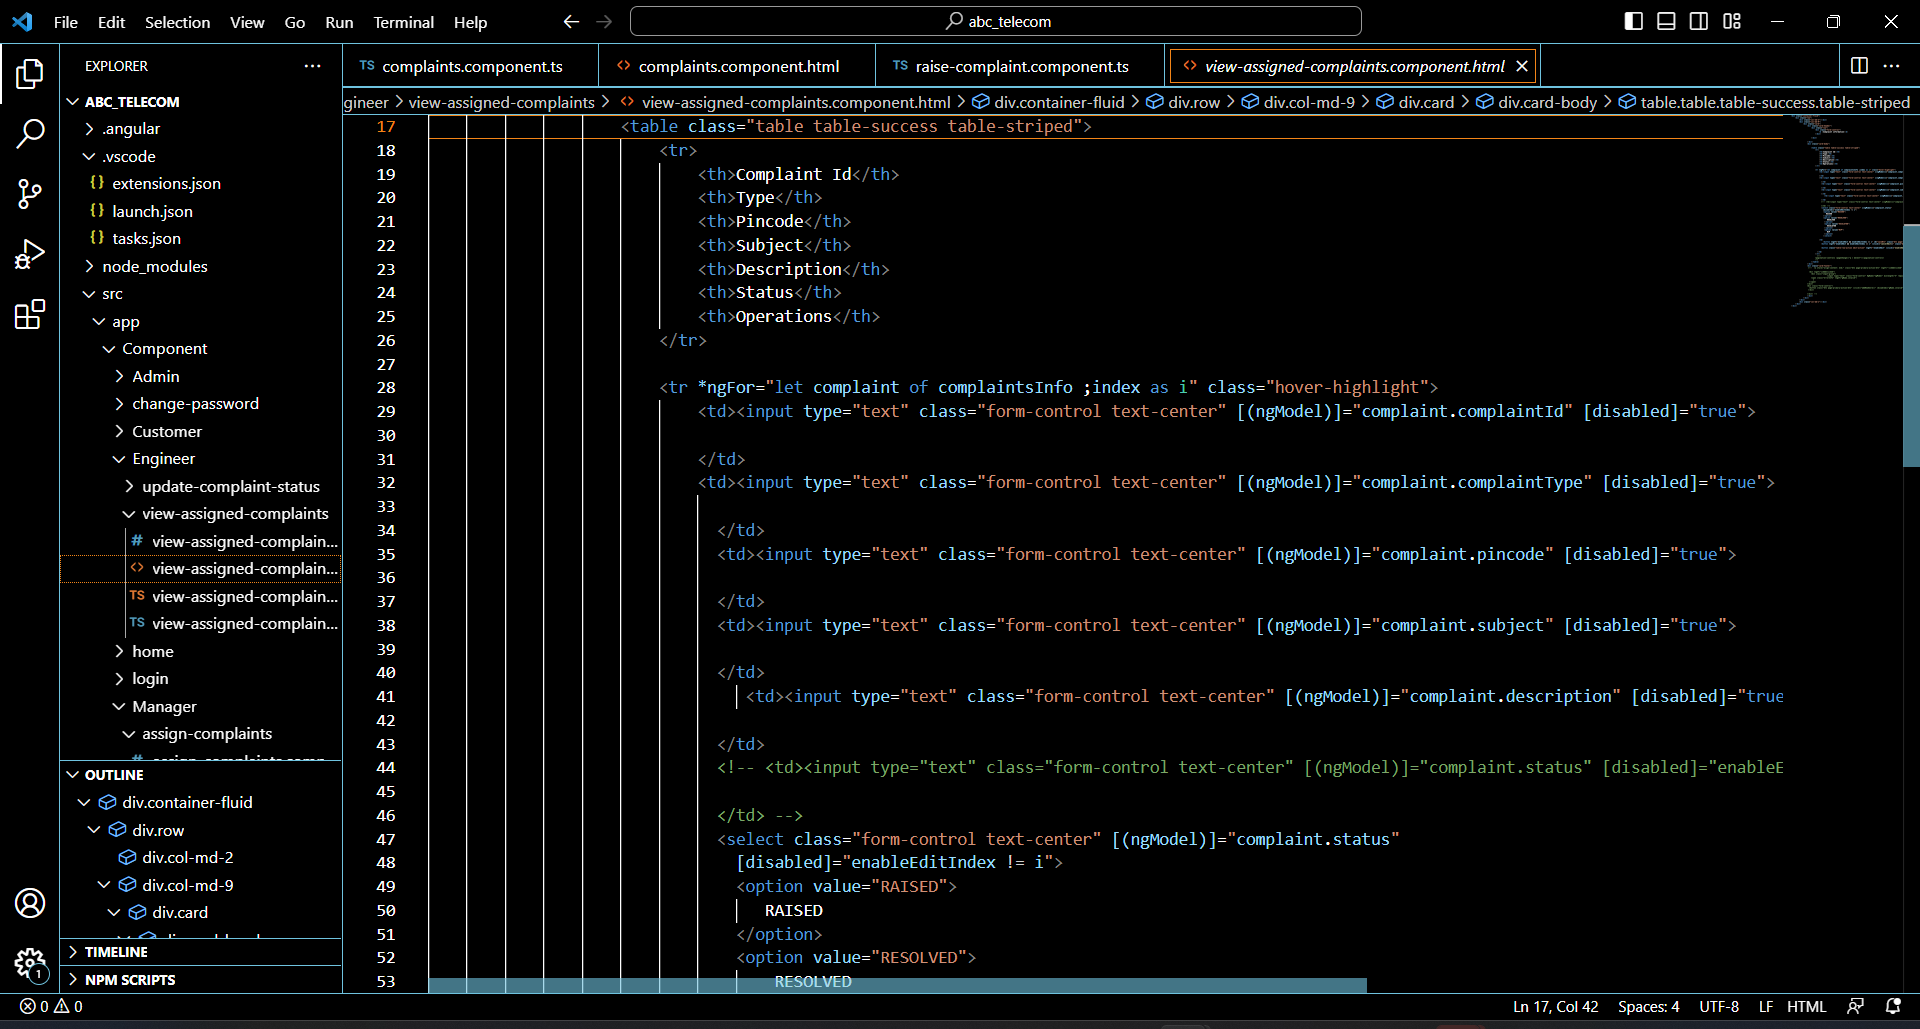 File Edit Selection View Go Run Terminal Help
abc_telecom
EXPLORER
ABC_TELECOM
.angular
.vscode
{} extensions.json
{} launch.json
{} tasks.json
node_modules
src
app
Component
Admin
change-password
Customer
Engineer
update-complaint-status
view-assigned-complaints
# view-assigned-complain...
<> view-assigned-complain...
TS view-assigned-complain...
TS view-assigned-complain...
home
login
Manager
assign-complaints
OUTLINE
div.container-fluid
div.row
div.col-md-2
div.col-md-9
div.card
TIMELINE
NPM SCRIPTS
TS complaints.component.ts
<> complaints.component.html
TS raise-complaint.component.ts
<> view-assigned-complaints.component.html
gineer > view-assigned-complaints > <> view-assigned-complaints.component.html > div.container-fluid > div.row > div.col-md-9 > div.card > div.card-body > table.table.table-success.table-striped
17 <table class="table table-success table-striped">
18 <tr>
19 <th>Complaint Id</th>
20 <th>Type</th>
21 <th>Pincode</th>
22 <th>Subject</th>
23 <th>Description</th>
24 <th>Status</th>
25 <th>Operations</th>
26 </tr>
27
28 <tr *ngFor="let complaint of complaintsInfo ;index as i" class="hover-highlight">
29 <td><input type="text" class="form-control text-center" [(ngModel)]="complaint.complaintId" [disabled]="true">
30
31 </td>
32 <td><input type="text" class="form-control text-center" [(ngModel)]="complaint.complaintType" [disabled]="true">
33
34 </td>
35 <td><input type="text" class="form-control text-center" [(ngModel)]="complaint.pincode" [disabled]="true">
36
37 </td>
38 <td><input type="text" class="form-control text-center" [(ngModel)]="complaint.subject" [disabled]="true">
39
40 </td>
41 <td><input type="text" class="form-control text-center" [(ngModel)]="complaint.description" [disabled]="true
42
43 </td>
44 <!-- <td><input type="text" class="form-control text-center" [(ngModel)]="complaint.status" [disabled]="enableE
45
46 </td> -->
47 <select class="form-control text-center" [(ngModel)]="complaint.status"
48 [disabled]="enableEditIndex != i">
49 <option value="RAISED">
50 RAISED
51 </option>
52 <option value="RESOLVED">
53 RESOLVED
1
0 0
Ln 17, Col 42 Spaces: 4 UTF-8 LF HTML